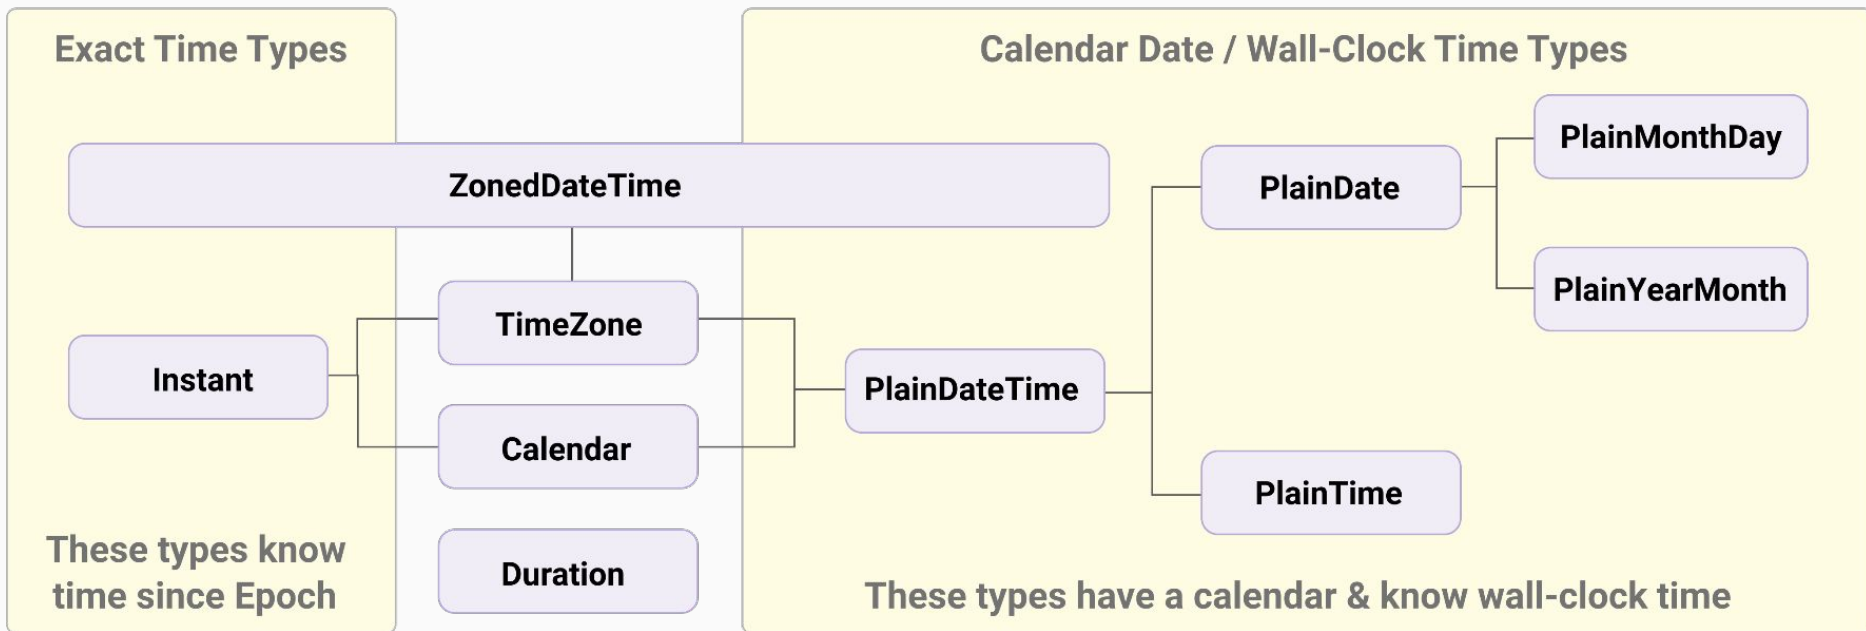 Exact Time Types
Calendar Date / Wall-Clock Time Types
ZonedDateTime
PlainDate
PlainMonthDay
PlainYearMonth
TimeZone
Instant
PlainDateTime
Calendar
PlainTime
Duration
These types know
time since Epoch
These types have a calendar & know wall-clock time